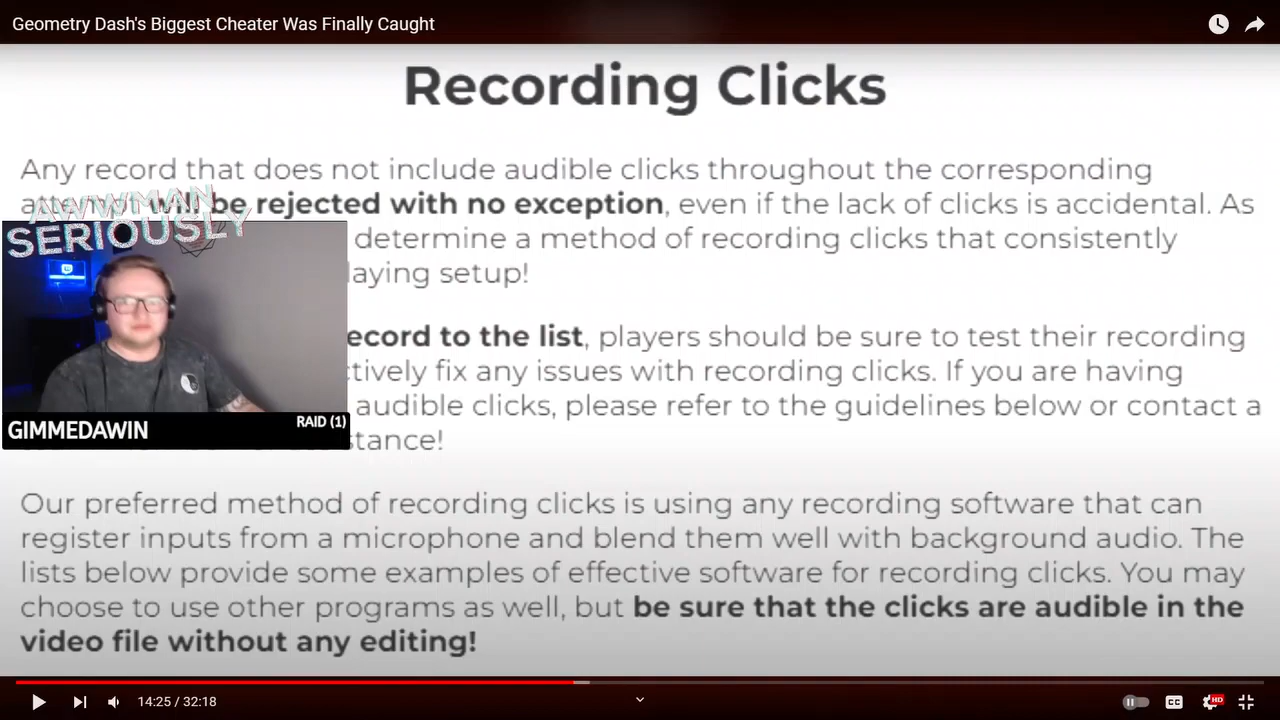 Geometry Dash's Biggest Cheater Was Finally Caught
Recording Clicks
Any record that does not include audible clicks throughout the corresponding
attempt will be rejected with no exception, even if the lack of clicks is accidental. As
determine a method of recording clicks that consistently
laying setup!
ecord to the list, players should be sure to test their recording
ctively fix any issues with recording clicks. If you are having
audible clicks, please refer to the guidelines below or contact a
stance!
AWWMAN
SERIOUSLY
GIMMEDAWIN
RAID (1)
Our preferred method of recording clicks is using any recording software that can
register inputs from a microphone and blend them well with background audio. The
lists below provide some examples of effective software for recording clicks. You may
choose to use other programs as well, but be sure that the clicks are audible in the
video file without any editing!
14:25 / 32:18
CC
HD